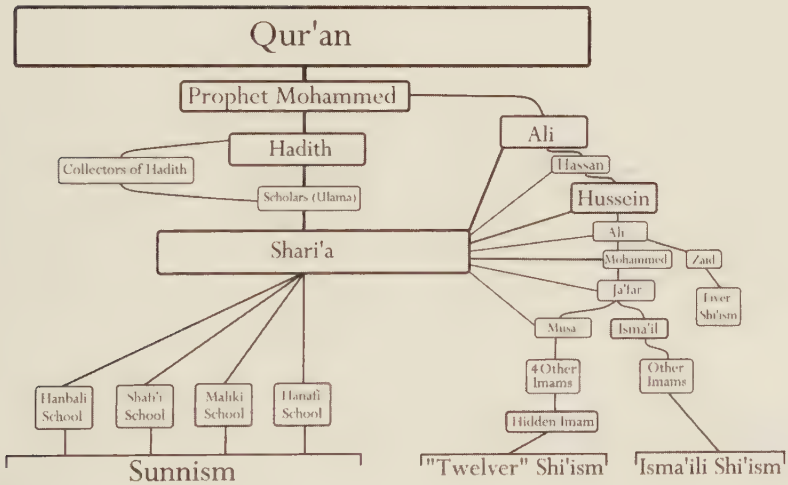 Qur'an
Prophet Mohammed
Ali
Hadith
Hassan
Collectors of Hadith
Scholars (Ulama)
Hussein
Shari'a
Ali
Mohammed
Zaid
Ja'far
Fiver
Shi'ism
Musa
Isma'il
4 Other
Imams
Other
Imams
Hanbali
School
Shafi'i
School
Maliki
School
Hanafi
School
Hidden Imam
Sunnism
"Twelver" Shi'ism
Isma'ili Shi'ism